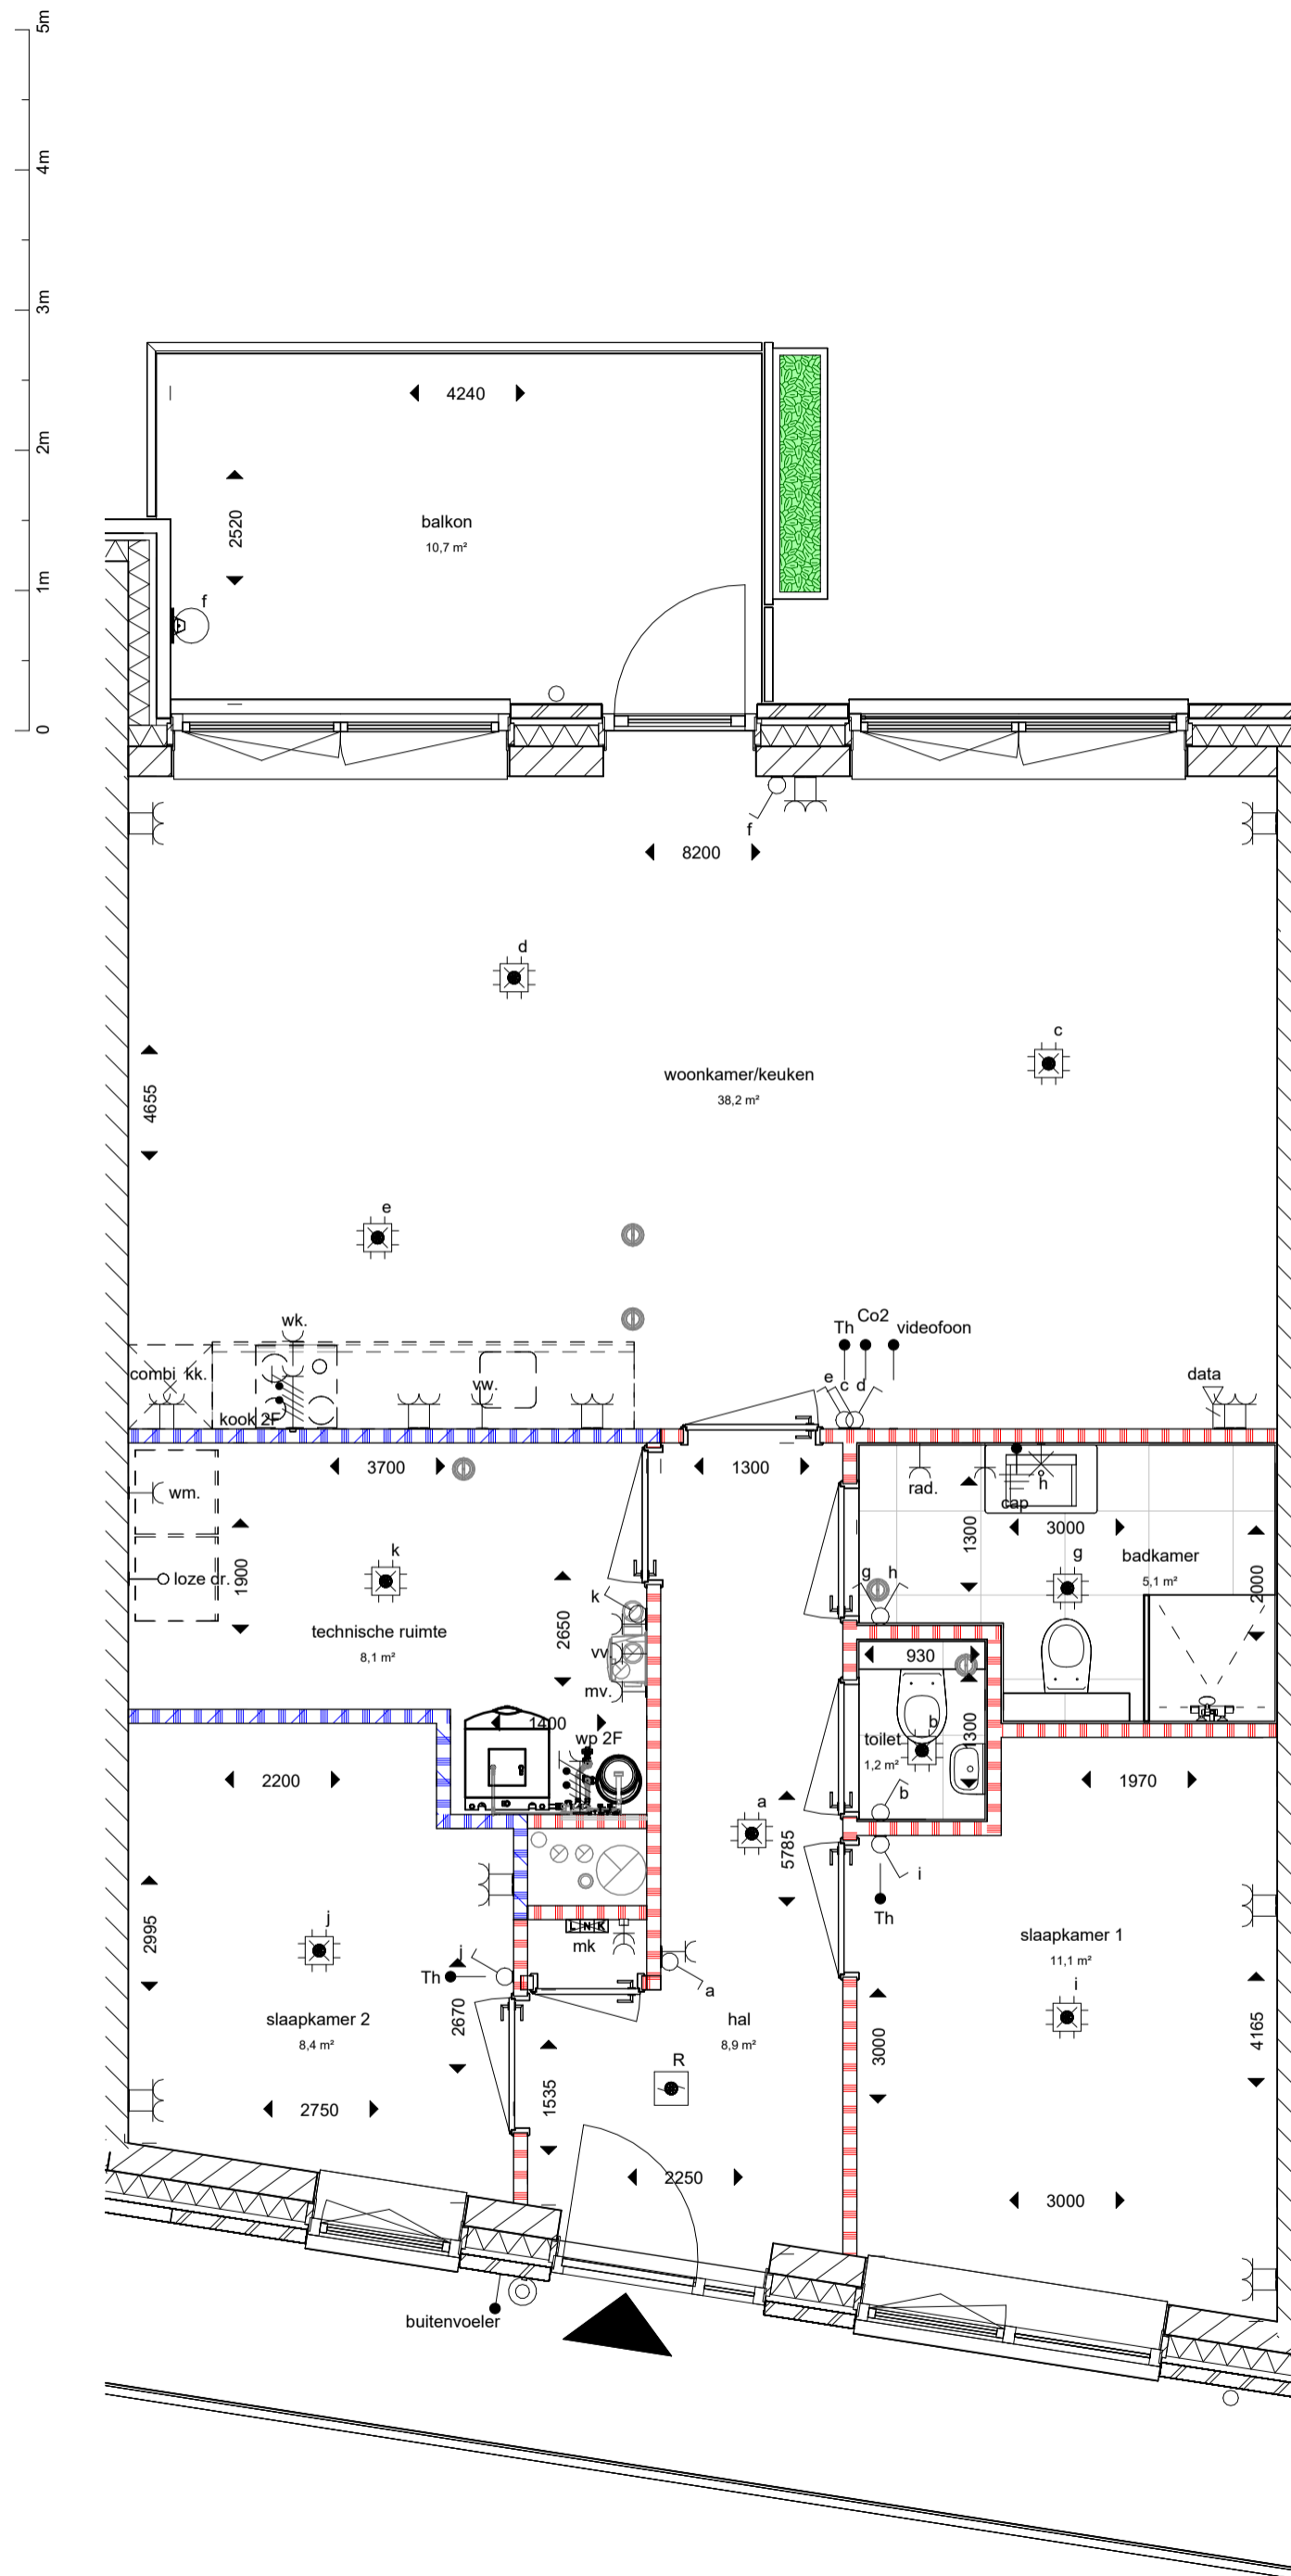 5m
4m
3m
2m
1m
0
4240
2520
balkon
10,7 m²
f
f
8200
d
c
woonkamer/keuken
38,2 m²
4655
e
wk.
combi kk.
vw.
kook 2F
Th
Co2
videofoon
e c d
data
3700
1300
wm.
rad.
cap
h
1300
3000
g
badkamer
5,1 m²
2000
k
loze dr.
1900
g h
technische ruimte
8,1 m²
k
2650
vv.
mv.
930
1400
wp 2F
b
toilet
1,2 m²
1300
2200
1970
a
b
5785
i
Th
2995
j
L N K
mk
j
Th
a
slaapkamer 1
11,1 m²
i
slaapkamer 2
8,4 m²
2670
hal
8,9 m²
3000
4165
R
1535
2750
2250
3000
buitenvoeler